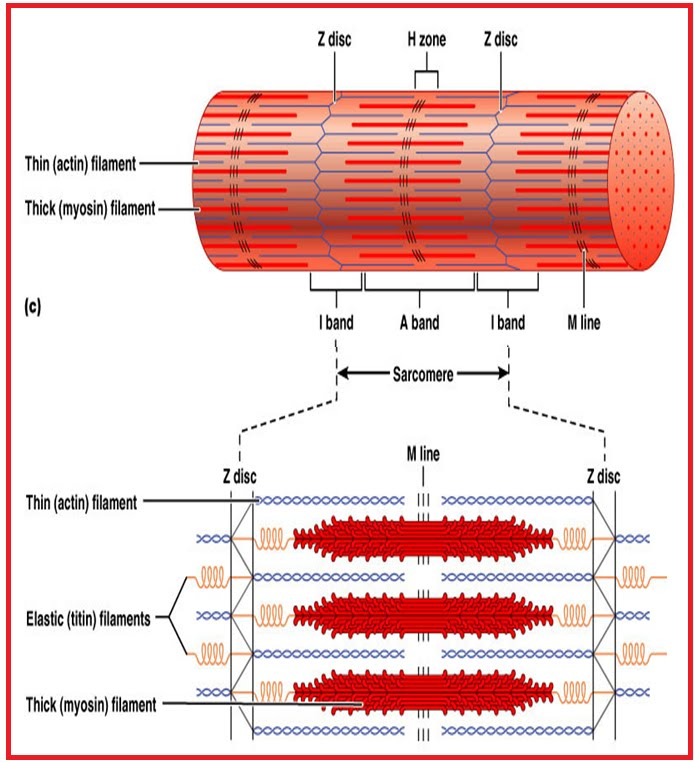 Z disc H zone Z disc
Thin (actin) filament
Thick (myosin) filament
(c)
I band A band I band M line
Sarcomere
M line
Z disc Z disc
Thin (actin) filament
Elastic (titin) filaments
Thick (myosin) filament